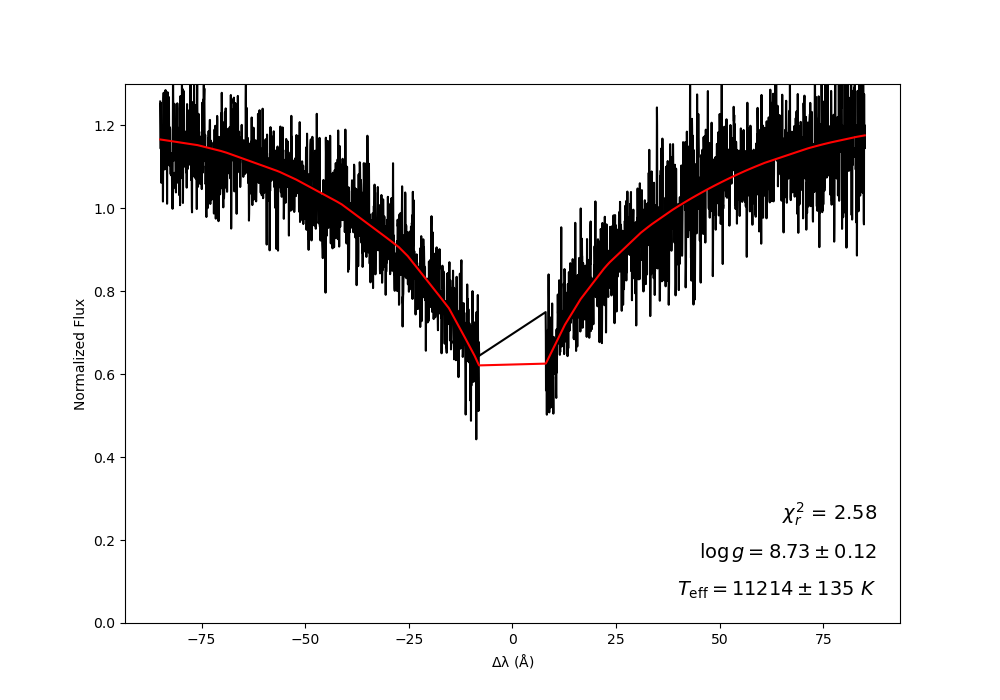 1.2
1.0
0.8
0.6
0.4
0.2
0.0
Normalized Flux
χ²ᵣ = 2.58
log g = 8.73 ± 0.12
T_eff = 11214 ± 135 K
−75 −50 −25 0 25 50 75
Δλ (Å)